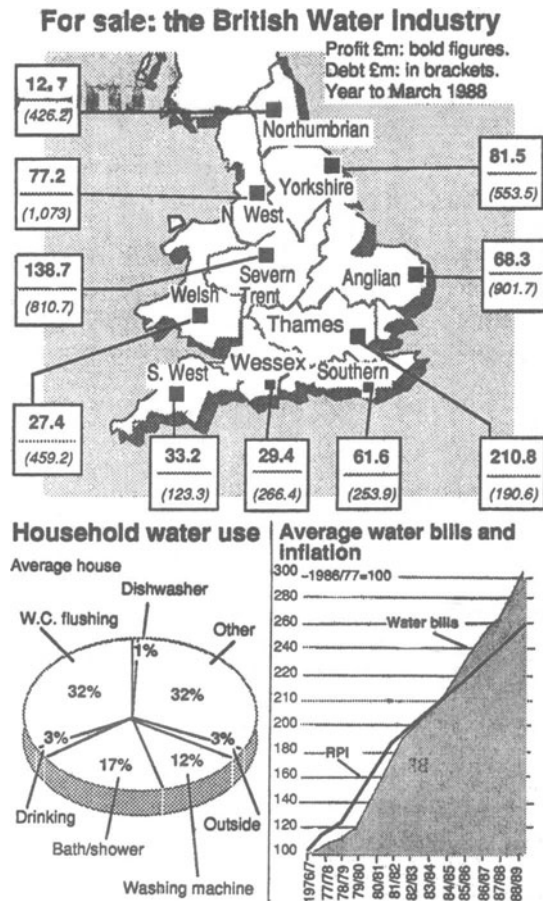 For sale: the British Water Industry
Profit £m: bold figures.
Debt £m: in brackets.
Year to March 1988
12.7
(426.2)
Northumbrian
77.2
(1,073)
N West
Yorkshire
81.5
(553.5)
138.7
(810.7)
Severn
Trent
Anglian
68.3
(901.7)
Welsh
27.4
(459.2)
Thames
210.8
(190.6)
Wessex
29.4
(266.4)
S. West
33.2
(123.3)
Southern
61.6
(253.9)
Household water use
Average house
Dishwasher
1%
W.C. flushing
32%
Other
32%
3%
Drinking
17%
Bath/shower
12%
Washing machine
3%
Outside
Average water bills and
inflation
-1986/77=100
300
280
260
240
220
210
200
180
160
140
120
100
Water bills
RPI
1976/7
77/78
78/79
79/80
80/81
81/82
82/83
83/84
84/85
85/86
86/87
87/88
88/89